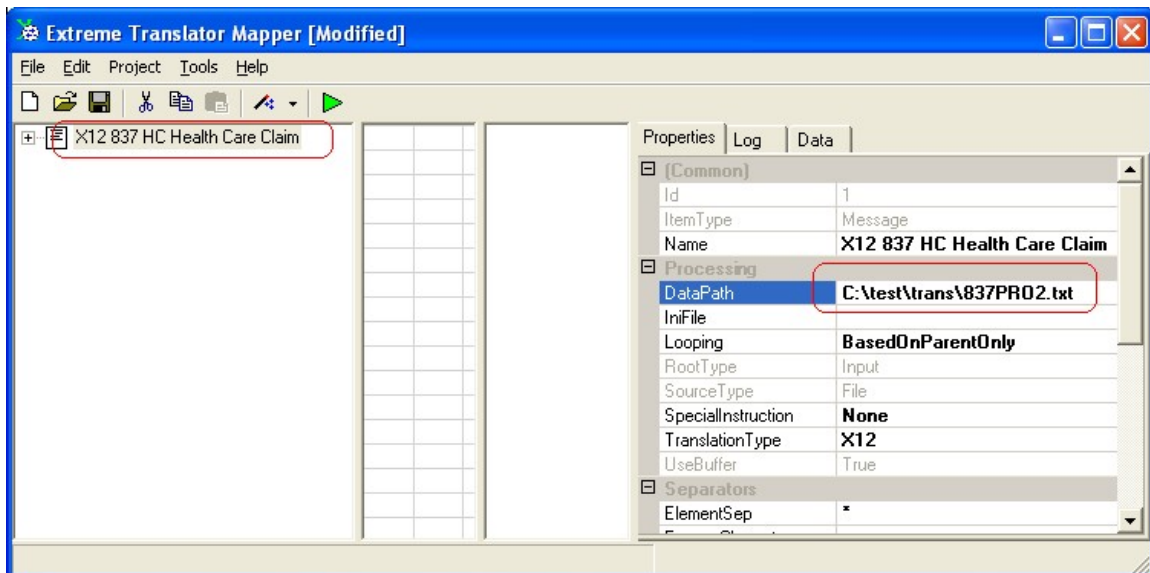 Extreme Translator Mapper [Modified]
File Edit Project Tools Help
X12 837 HC Health Care Claim
Properties Log Data
(Common)
Id 1
ItemType Message
Name X12 837 HC Health Care Claim
Processing
DataPath C:\test\trans\837PRO2.txt
IniFile
Looping BasedOnParentOnly
RootType Input
SourceType File
SpecialInstruction None
TranslationType X12
UseBuffer True
Separators
ElementSep *